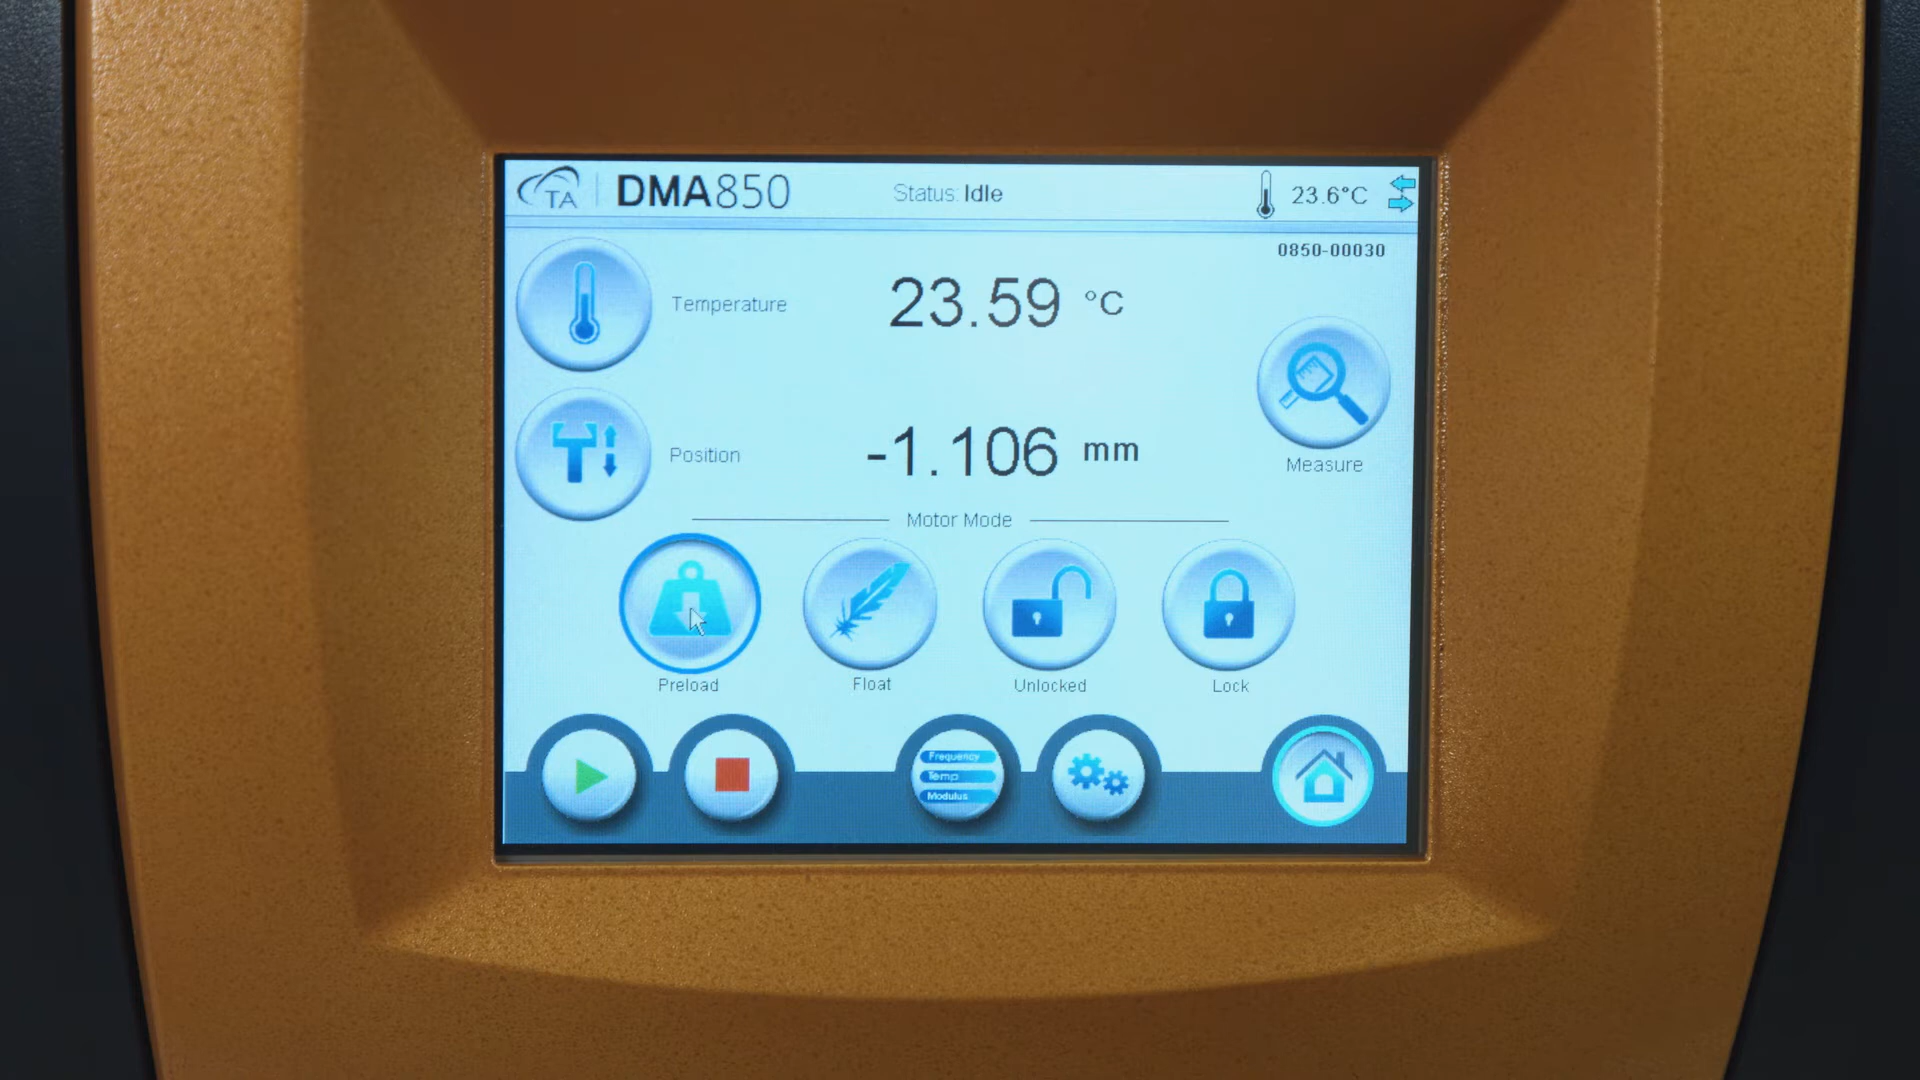 TA DMA850 Status: Idle 23.6°C
0850-00030
Temperature 23.59 °C
Position -1.106 mm
Measure
Motor Mode
Preload Float Unlocked Lock
Frequency
Temp
Modulus